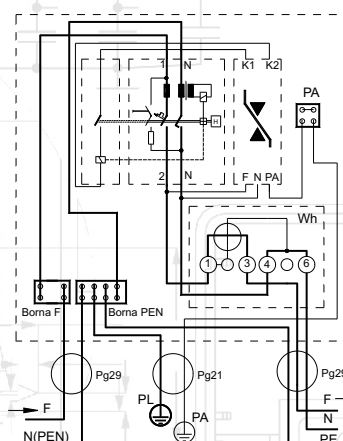 1 N K1 K2
PA
H
2 N F N PA
Wh
1 3 4 6
Borna F Borna PEN
Pg29 Pg21 Pg29
F PL PA F
N(PEN) N
PE